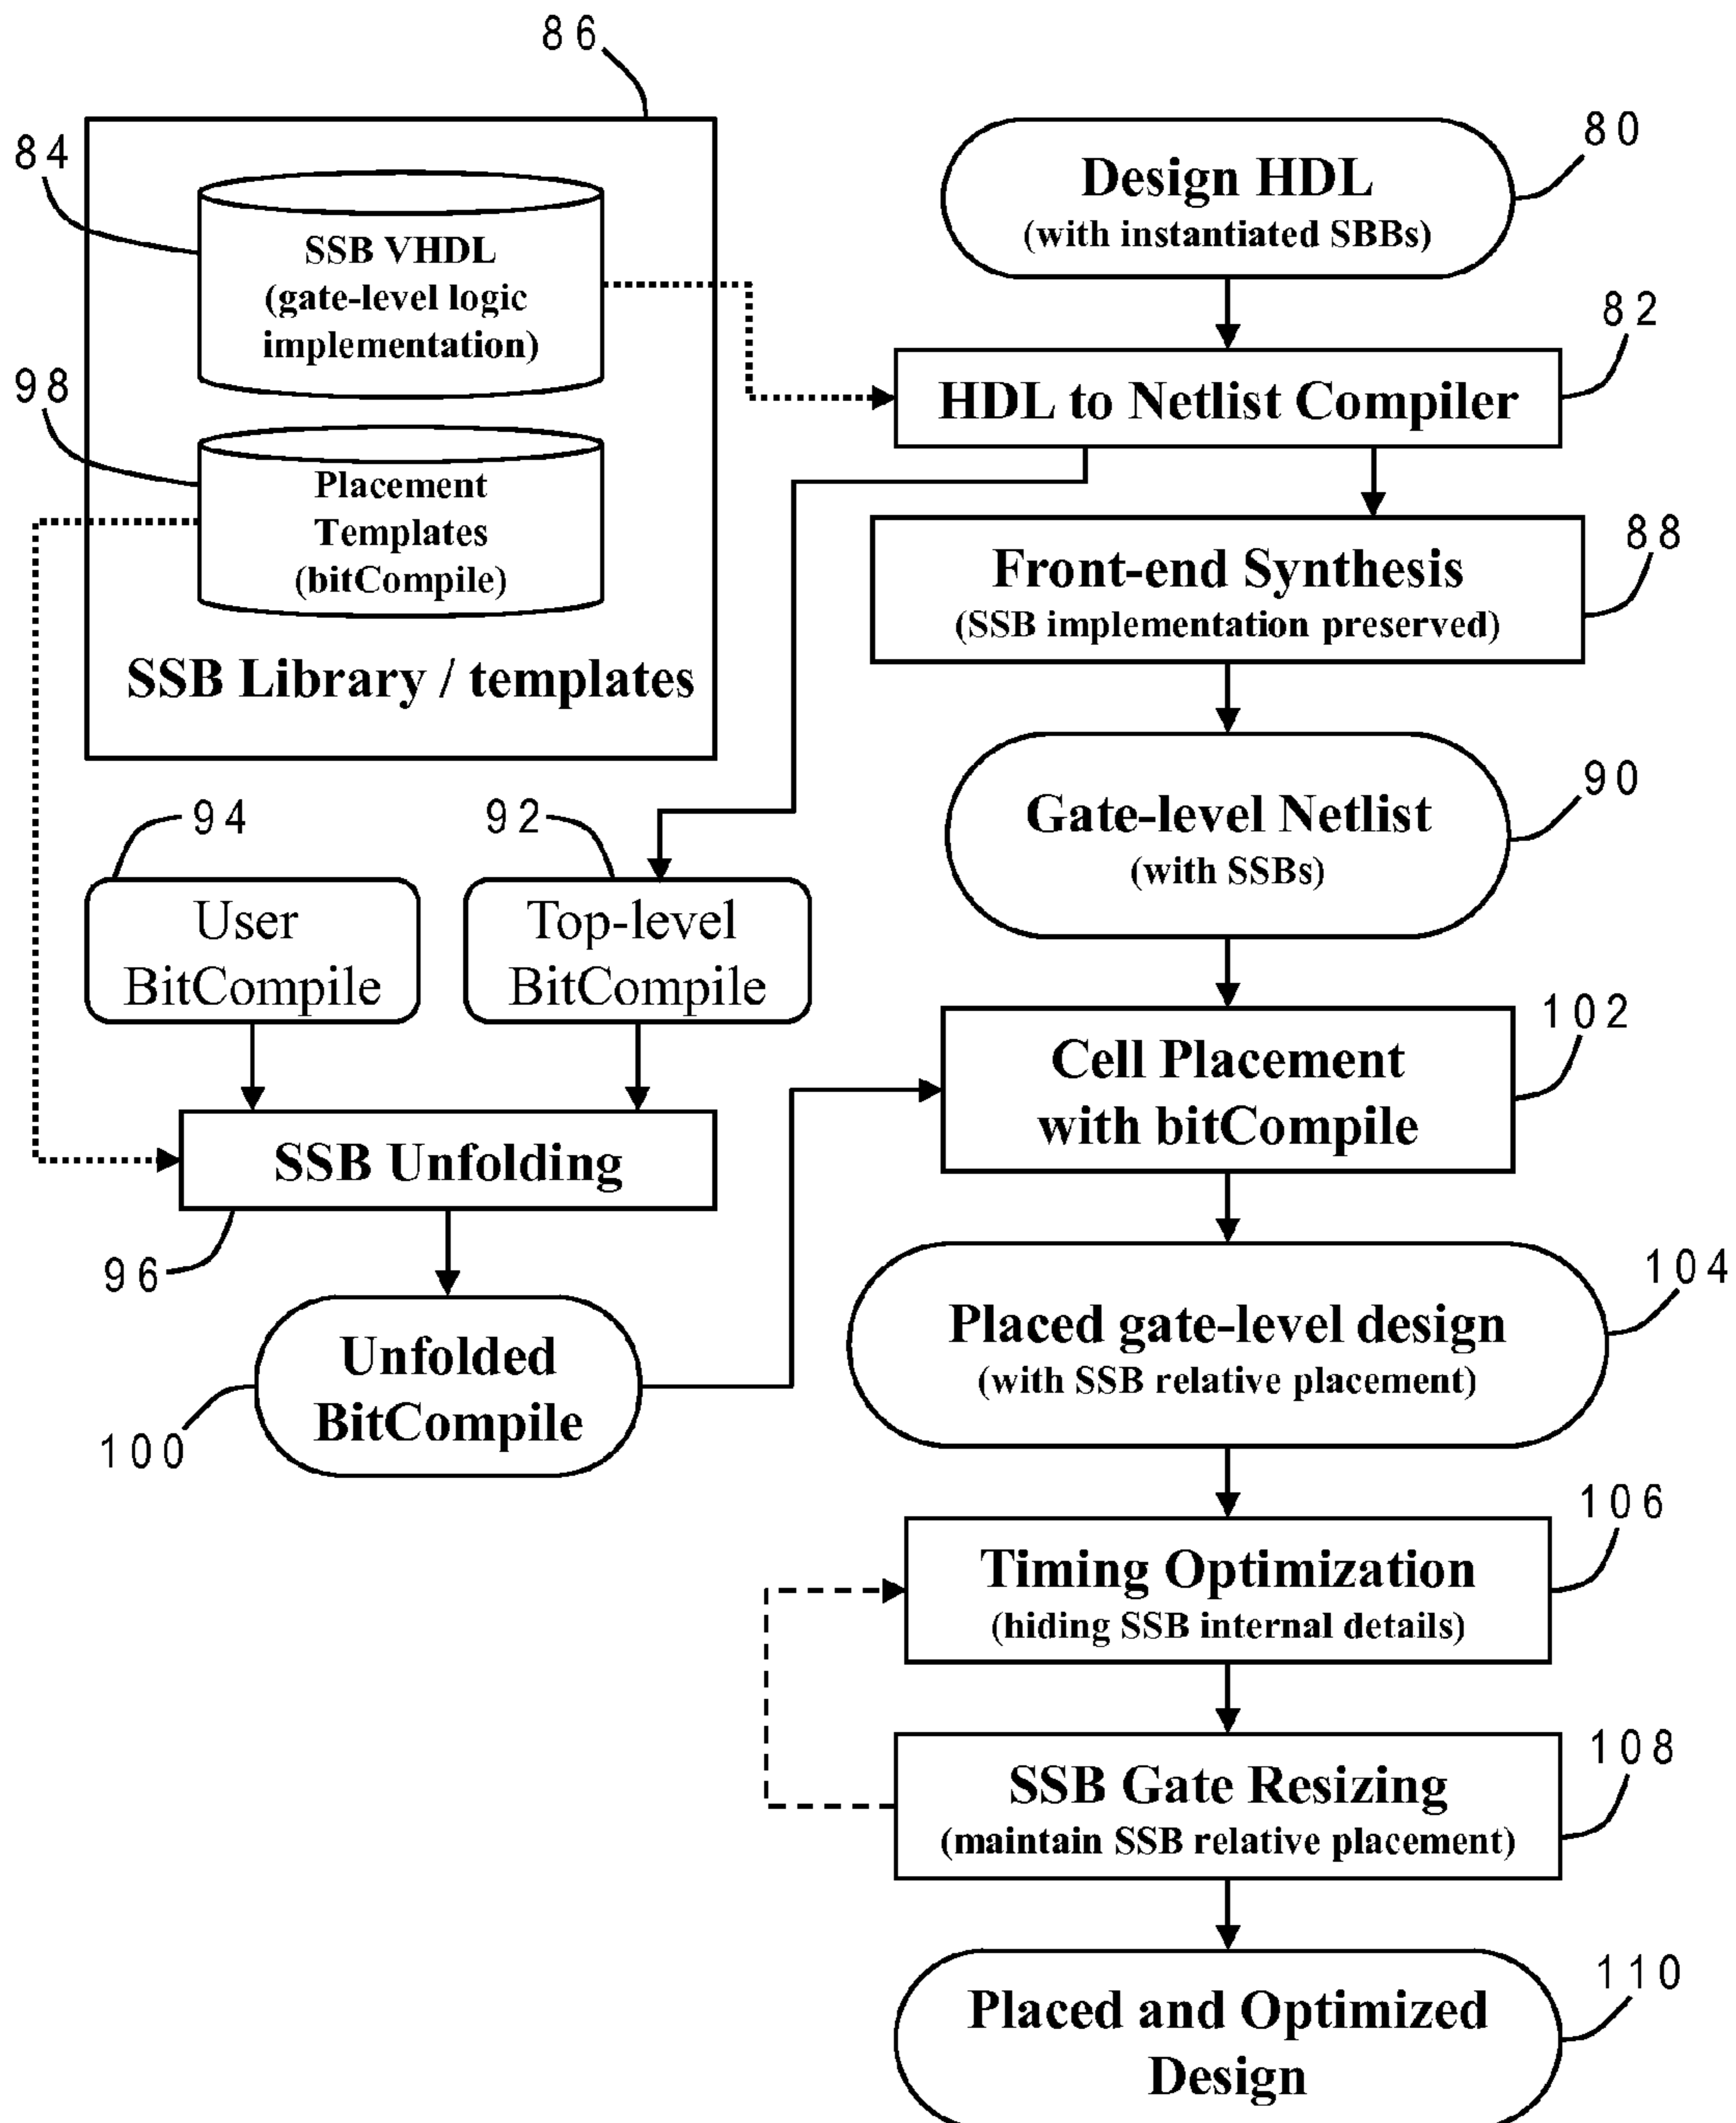 86
84
SSB VHDL
(gate-level logic
implementation)
98
Placement
Templates
(bitCompile)
SSB Library / templates
80
Design HDL
(with instantiated SBBs)
82
HDL to Netlist Compiler
88
Front-end Synthesis
(SSB implementation preserved)
90
Gate-level Netlist
(with SSBs)
94
User
BitCompile
92
Top-level
BitCompile
SSB Unfolding
96
Unfolded
BitCompile
100
102
Cell Placement
with bitCompile
104
Placed gate-level design
(with SSB relative placement)
106
Timing Optimization
(hiding SSB internal details)
108
SSB Gate Resizing
(maintain SSB relative placement)
110
Placed and Optimized
Design